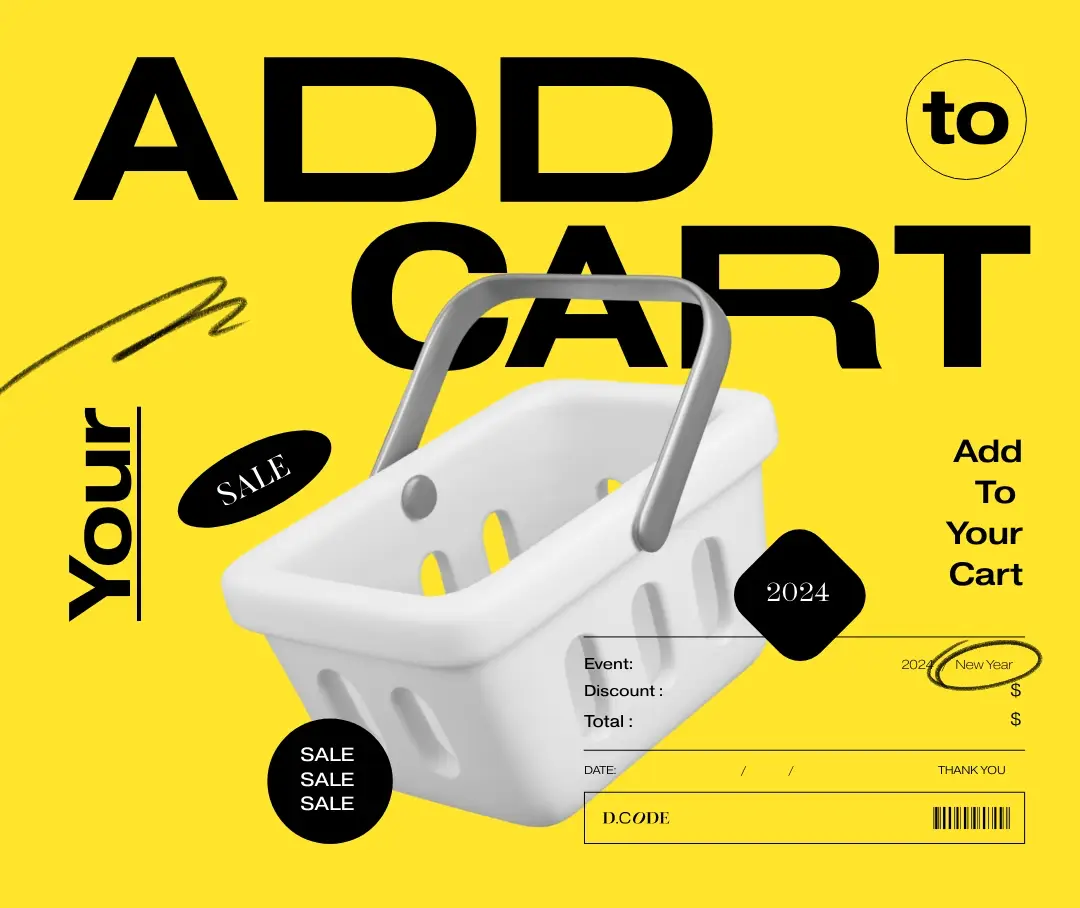 ADD
to
CART
Your
SALE
Add
To
Your
Cart
2024
Event:
2024 / New Year
Discount :
$
Total :
$
DATE:
/ /
THANK YOU
SALE
SALE
SALE
D.CODE